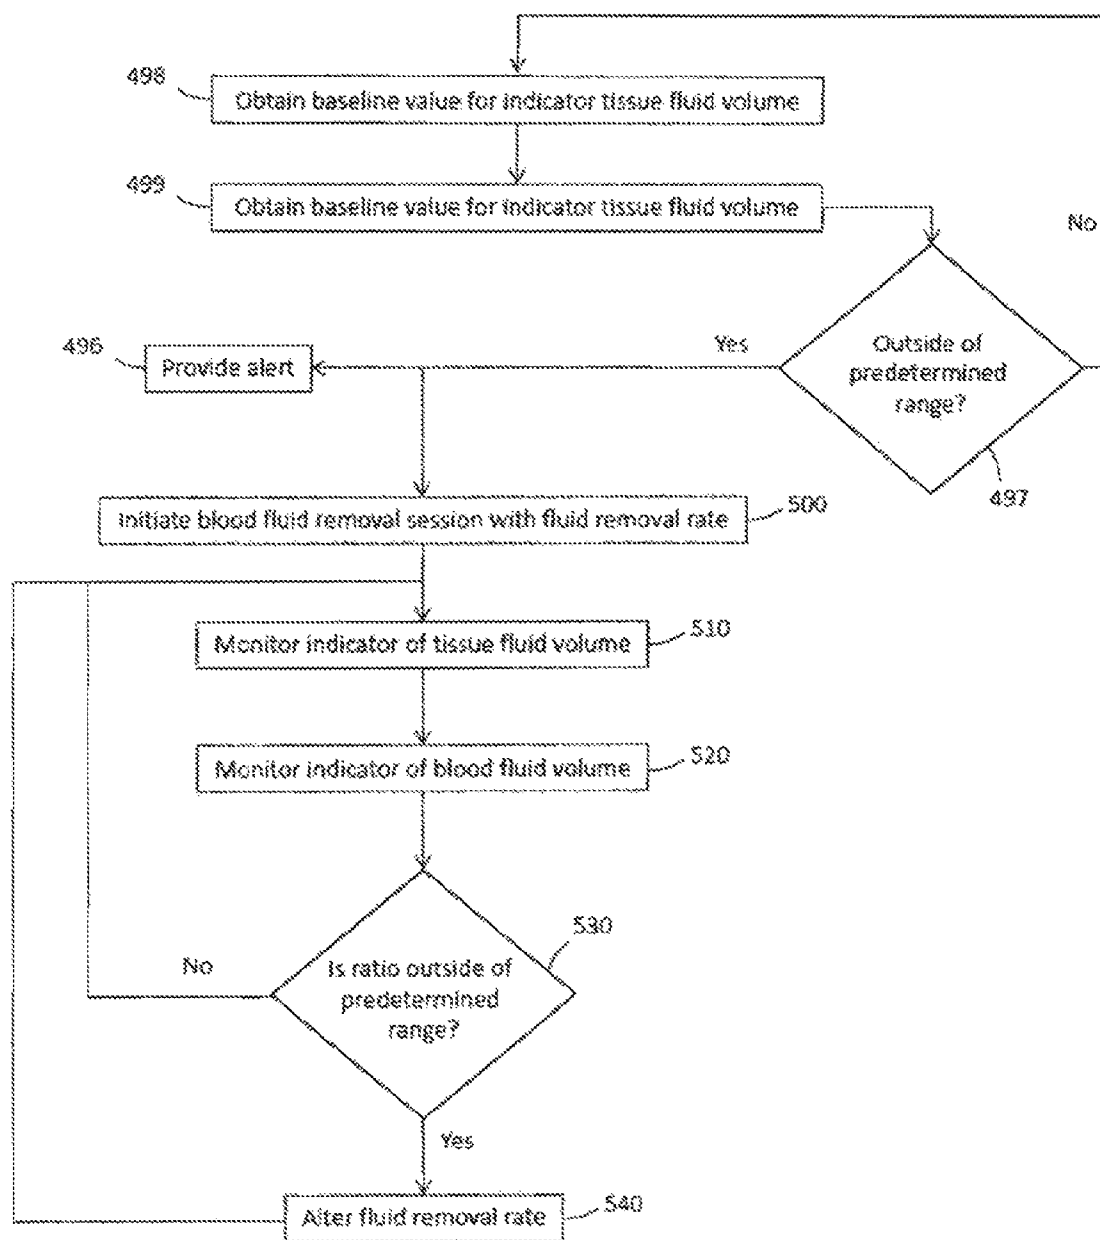 498
Obtain baseline value for indicator tissue fluid volume
499
Obtain baseline value for indicator tissue fluid volume
No
496
Provide alert
Yes
Outside of
predetermined
range?
497
Initiate blood fluid removal session with fluid removal rate
500
Monitor indicator of tissue fluid volume
510
Monitor indicator of blood fluid volume
520
530
No
Is ratio outside of
predetermined
range?
Yes
Alter fluid removal rate
540